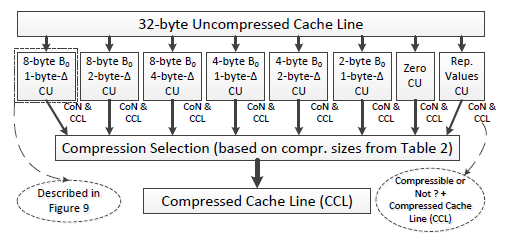 32-byte Uncompressed Cache Line
8-byte B₀ 8-byte B₀ 8-byte B₀ 4-byte B₀ 4-byte B₀ 2-byte B₀ Zero Rep.
1-byte-Δ 2-byte-Δ 4-byte-Δ 1-byte-Δ 2-byte-Δ 1-byte-Δ CU Values
CU CU CU CU CU CU CU
CoN & CoN & CoN & CoN & CoN & CoN & CoN & CoN &
CCL CCL CCL CCL CCL CCL CCL CCL
Compression Selection (based on compr. sizes from Table 2)
Described in
Figure 9
Compressed Cache Line (CCL)
Compressible or
Not ? +
Compressed Cache
Line (CCL)